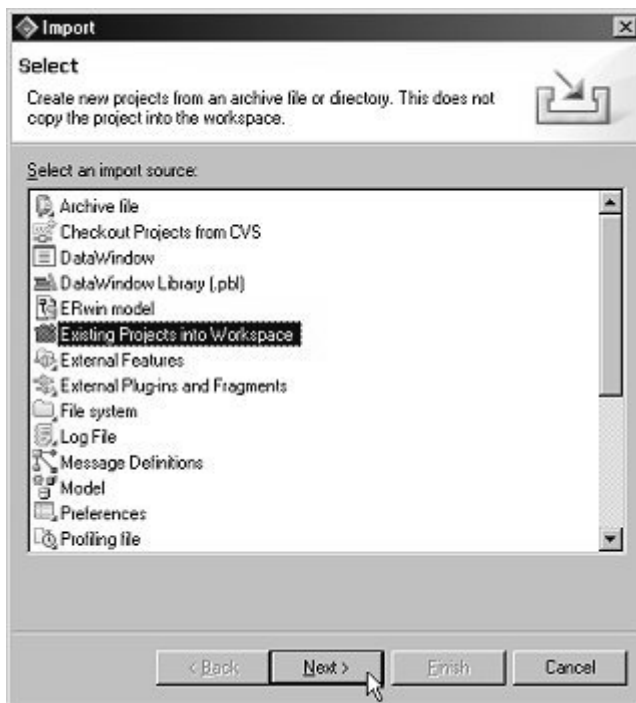 Import
Select
Create new projects from an archive file or directory. This does not
copy the project into the workspace.
Select an import source:
Archive file
Checkout Projects from CVS
DataWindow
DataWindow Library (.pbl)
ERwin model
Existing Projects into Workspace
External Features
External Plug-ins and Fragments
File system
Log File
Message Definitions
Model
Preferences
Profiling file
< Back Next > Finish Cancel